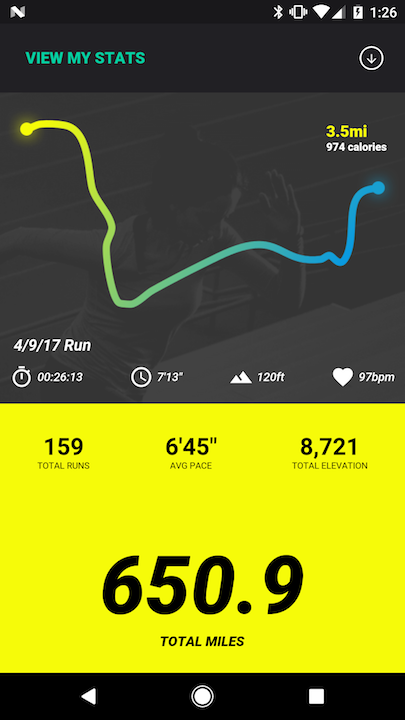 1:26
VIEW MY STATS
3.5mi
974 calories
4/9/17 Run
00:26:13
7'13"
120ft
97bpm
159
TOTAL RUNS
6'45"
AVG PACE
8,721
TOTAL ELEVATION
650.9
TOTAL MILES